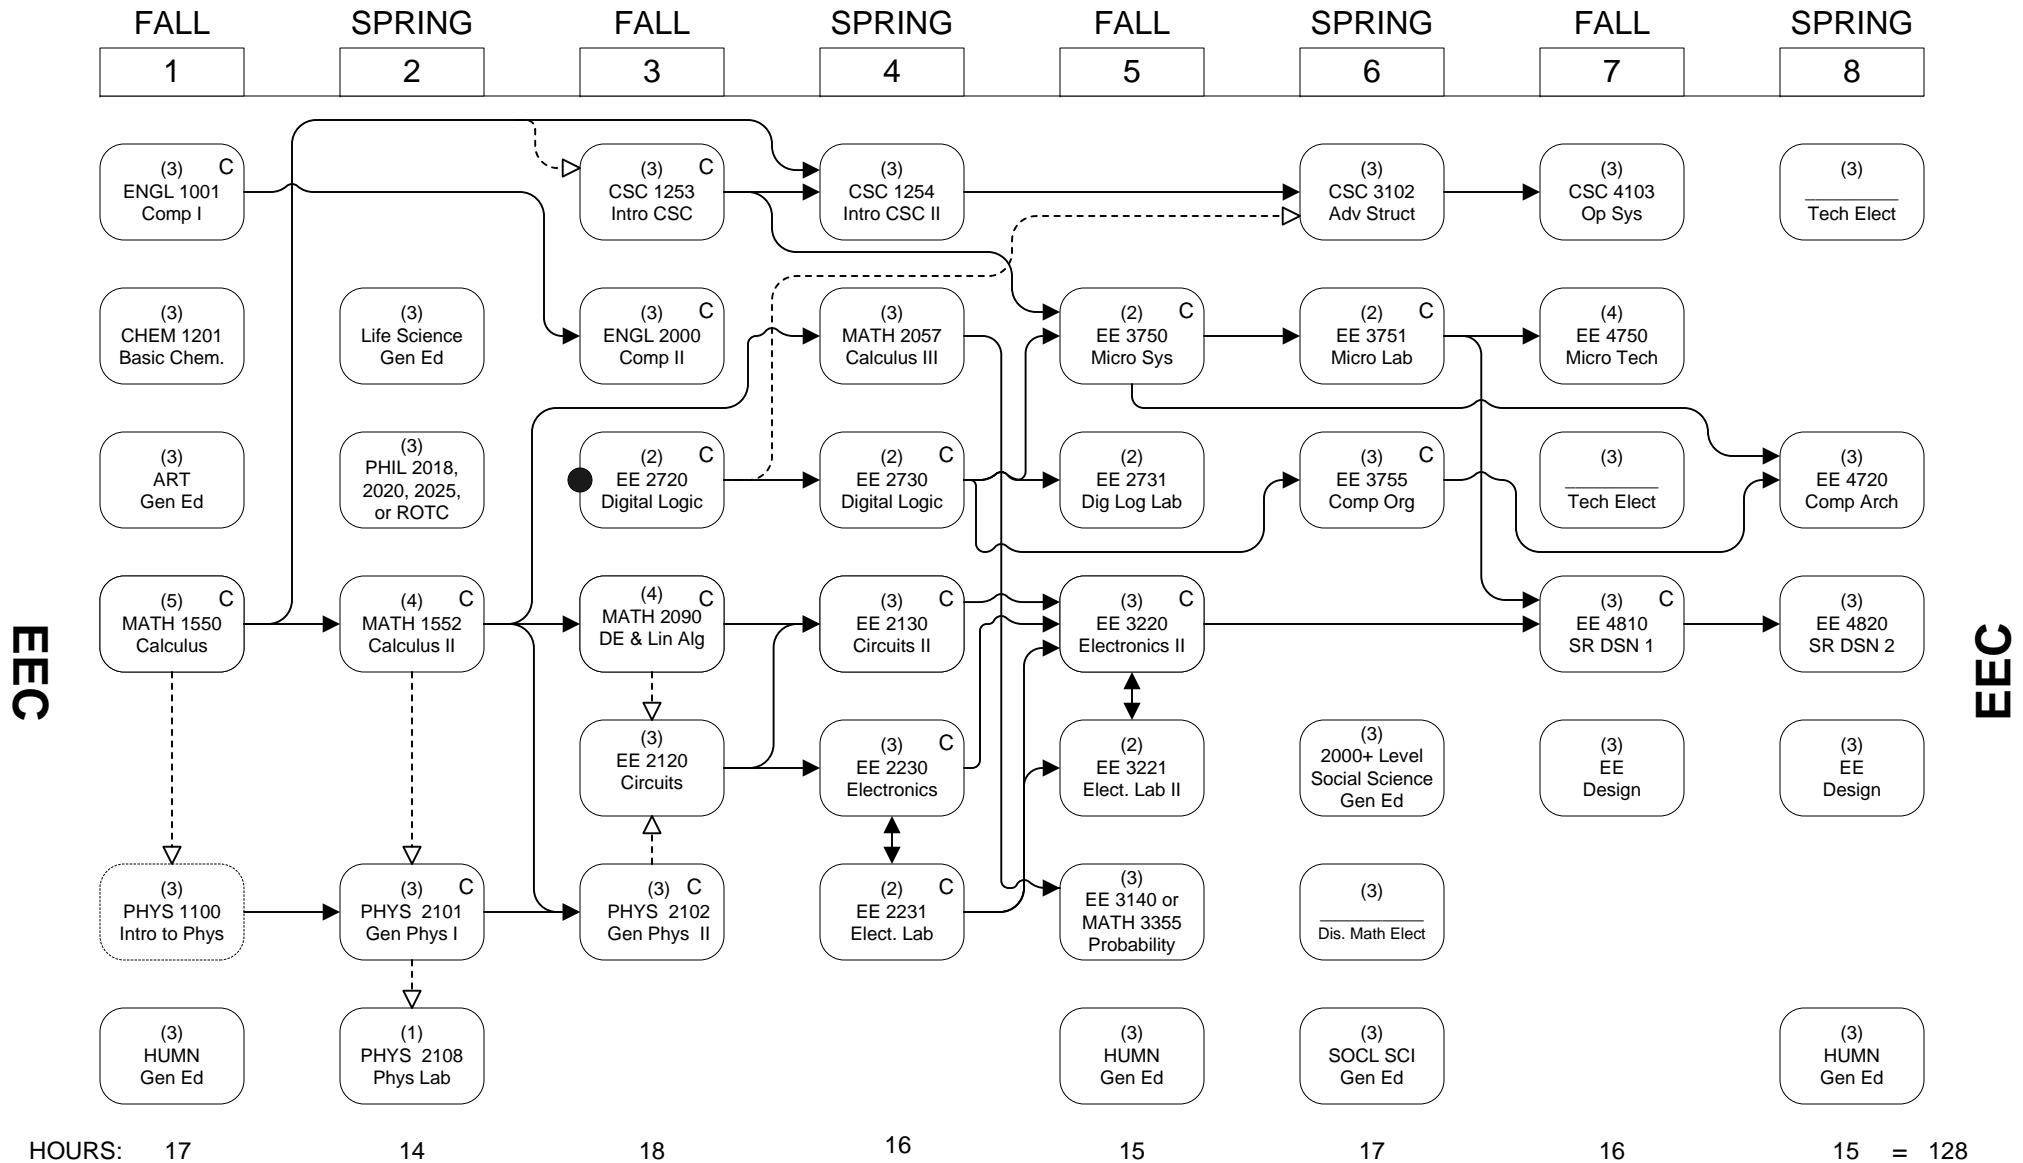 FALL
SPRING
FALL
SPRING
FALL
SPRING
FALL
SPRING
1
2
3
4
5
6
7
8
(3) C
ENGL 1001
Comp I
(3) C
CSC 1253
Intro CSC
(3)
CSC 1254
Intro CSC II
(3)
CSC 3102
Adv Struct
(3)
CSC 4103
Op Sys
(3)
Tech Elect
(3)
CHEM 1201
Basic Chem.
(3)
Life Science
Gen Ed
(3) C
ENGL 2000
Comp II
(3)
MATH 2057
Calculus III
(2) C
EE 3750
Micro Sys
(2) C
EE 3751
Micro Lab
(4)
EE 4750
Micro Tech
(3)
ART
Gen Ed
(3)
PHIL 2018,
2020, 2025,
or ROTC
(2) C
EE 2720
Digital Logic
(2) C
EE 2730
Digital Logic
(2)
EE 2731
Dig Log Lab
(3) C
EE 3755
Comp Org
(3)
Tech Elect
(3)
EE 4720
Comp Arch
EEC
(5) C
MATH 1550
Calculus
(4) C
MATH 1552
Calculus II
(4) C
MATH 2090
DE & Lin Alg
(3) C
EE 2130
Circuits II
(3) C
EE 3220
Electronics II
(3) C
EE 4810
SR DSN 1
(3)
EE 4820
SR DSN 2
EEC
(3)
EE 2120
Circuits
(3) C
EE 2230
Electronics
(2)
EE 3221
Elect. Lab II
(3)
2000+ Level
Social Science
Gen Ed
(3)
EE
Design
(3)
EE
Design
(3)
PHYS 1100
Intro to Phys
(3) C
PHYS 2101
Gen Phys I
(3) C
PHYS 2102
Gen Phys II
(2) C
EE 2231
Elect. Lab
(3)
EE 3140 or
MATH 3355
Probability
(3)
Dis. Math Elect
(3)
HUMN
Gen Ed
(1)
PHYS 2108
Phys Lab
(3)
HUMN
Gen Ed
(3)
SOCL SCI
Gen Ed
(3)
HUMN
Gen Ed
HOURS: 17 14 18 16 15 17 16 15 = 128